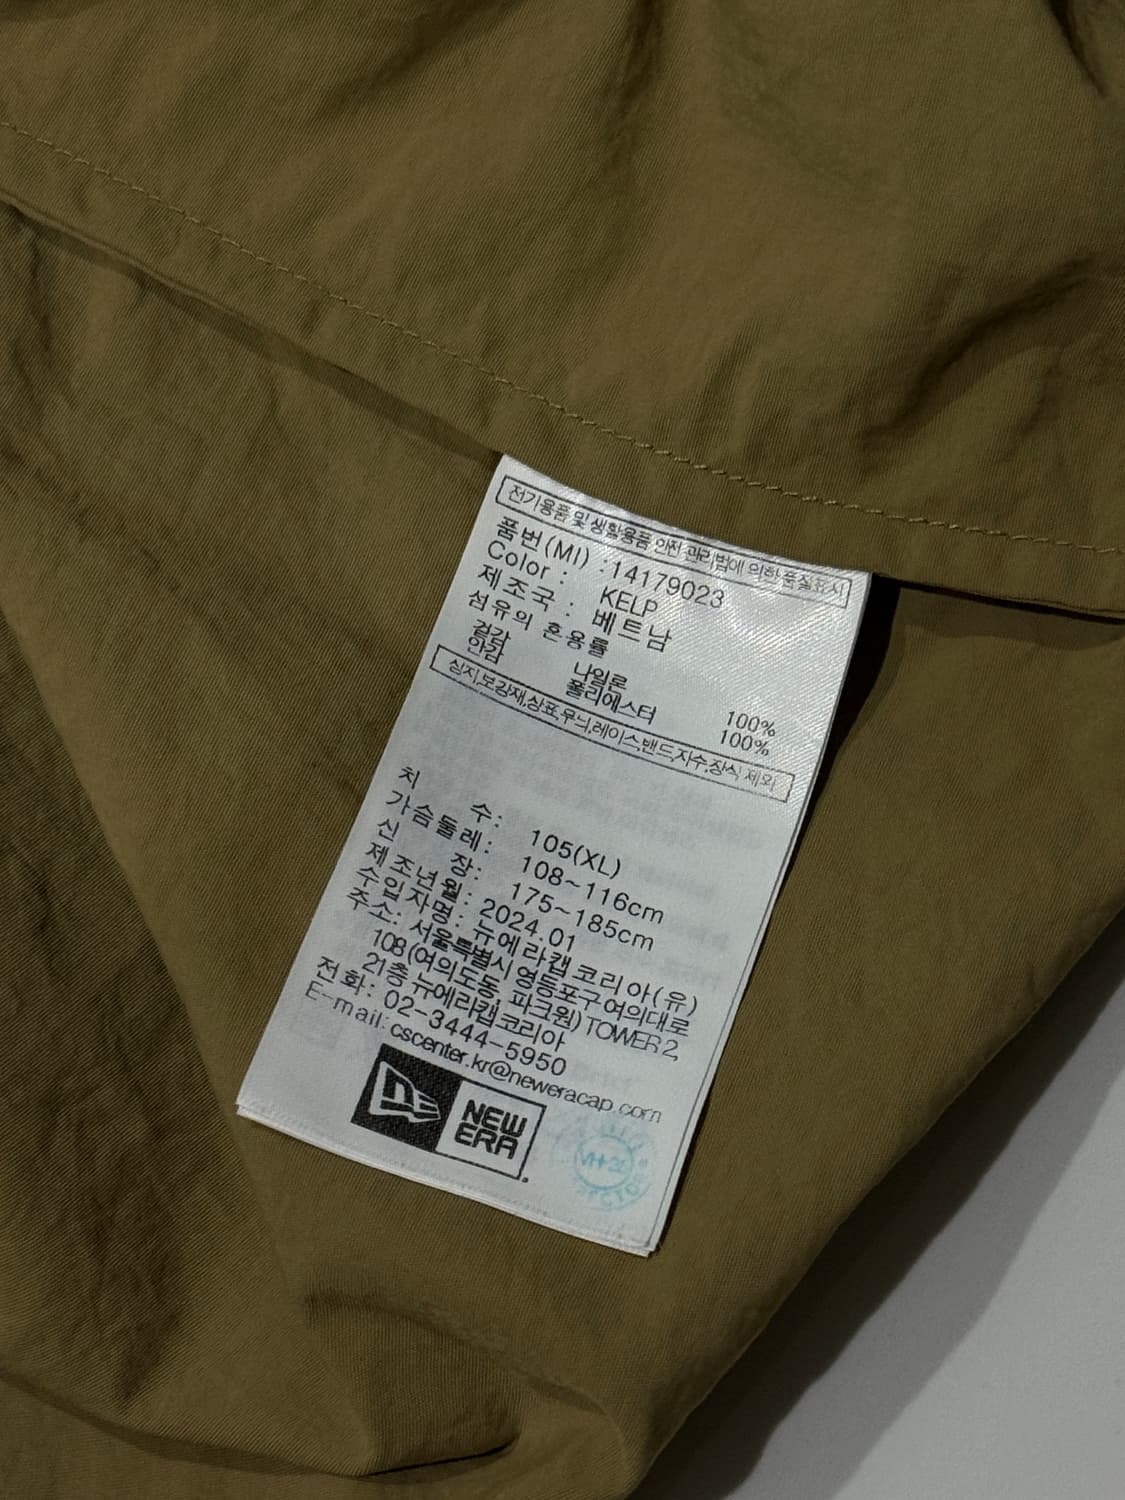 전기용품 및 생활용품 안전 관리법에 의한 품질표시
품번(MI) : 14179023
Color : KELP
제조국 : 베트남
섬유의 혼용률
겉감 나일론 100%
안감 폴리에스터 100%
심지,보강재,상표,무늬,레이스,밴드,자수,장식 제외
치 수: 105(XL)
가슴둘레: 108~116cm
신 장: 175~185cm
제조년월: 2024.01
수입자명: 뉴에라캡코리아(유)
주소: 서울특별시 영등포구 여의대로
108(여의도동, 파크원) TOWER 2,
21층 뉴에라캡코리아
전화: 02-3444-5950
E-mail: cscenter.kr@neweracap.com
NEW
ERA